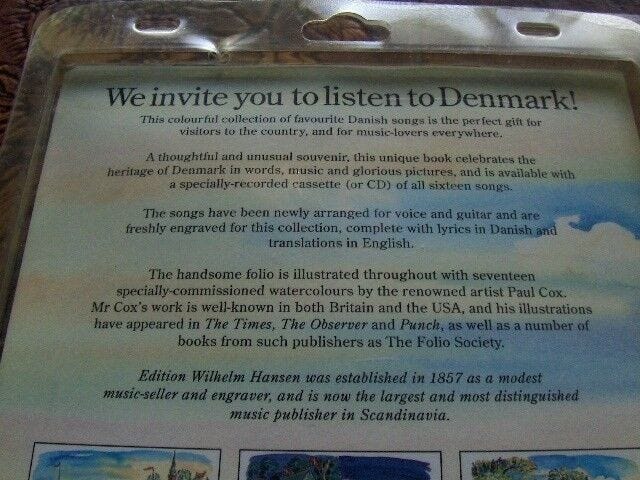 We invite you to listen to Denmark!
This colourful collection of favourite Danish songs is the perfect gift for
visitors to the country, and for music-lovers everywhere.
A thoughtful and unusual souvenir, this unique book celebrates the
heritage of Denmark in words, music and glorious pictures, and is available with
a specially-recorded cassette (or CD) of all sixteen songs.
The songs have been newly arranged for voice and guitar and are
freshly engraved for this collection, complete with lyrics in Danish and
translations in English.
The handsome folio is illustrated throughout with seventeen
specially-commissioned watercolours by the renowned artist Paul Cox.
Mr Cox's work is well-known in both Britain and the USA, and his illustrations
have appeared in The Times, The Observer and Punch, as well as a number of
books from such publishers as The Folio Society.
Edition Wilhelm Hansen was established in 1857 as a modest
music-seller and engraver, and is now the largest and most distinguished
music publisher in Scandinavia.